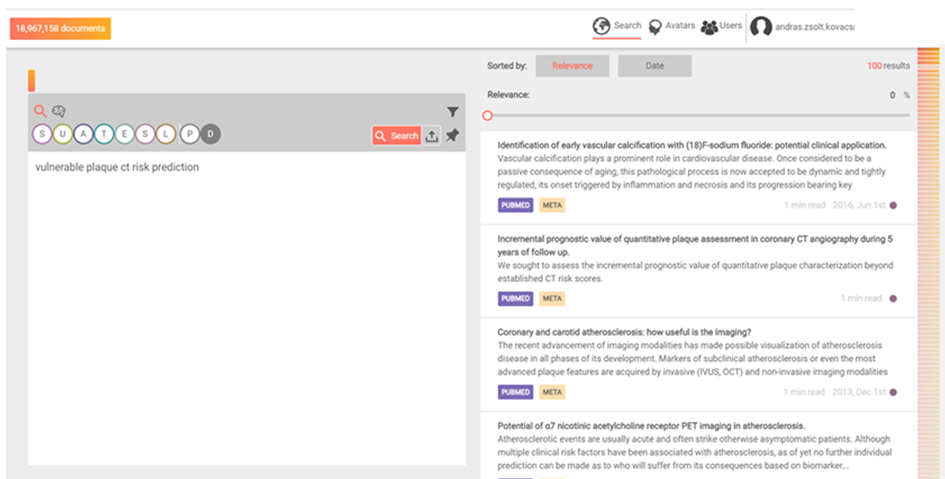 18,967,158 documents
Search
Avatars
Users
andras.zsolt.kovacs
Sorted by:
Relevance
Date
100 results
Relevance:
0 %
S U A T E S L P D
Search
vulnerable plaque ct risk prediction
Identification of early vascular calcification with (18)F-sodium fluoride: potential clinical application.
Vascular calcification plays a prominent role in cardiovascular disease. Once considered to be a
passive consequence of aging, this pathological process is now accepted to be dynamic and tightly
regulated, its onset triggered by inflammation and necrosis and its progression bearing key
PUBMED META
1 min read 2016, Jun 1st
Incremental prognostic value of quantitative plaque assessment in coronary CT angiography during 5
years of follow up.
We sought to assess the incremental prognostic value of quantitative plaque characterization beyond
established CT risk scores.
PUBMED META
1 min read
Coronary and carotid atherosclerosis: how useful is the imaging?
The recent advancement of imaging modalities has made possible visualization of atherosclerosis
disease in all phases of its development. Markers of subclinical atherosclerosis or even the most
advanced plaque features are acquired by invasive (IVUS, OCT) and non-invasive imaging modalities
PUBMED META
1 min read 2013, Dec 1st
Potential of α7 nicotinic acetylcholine receptor PET imaging in atherosclerosis.
Atherosclerotic events are usually acute and often strike otherwise asymptomatic patients. Although
multiple clinical risk factors have been associated with atherosclerosis, as of yet no further individual
prediction can be made as to who will suffer from its consequences based on biomarker...